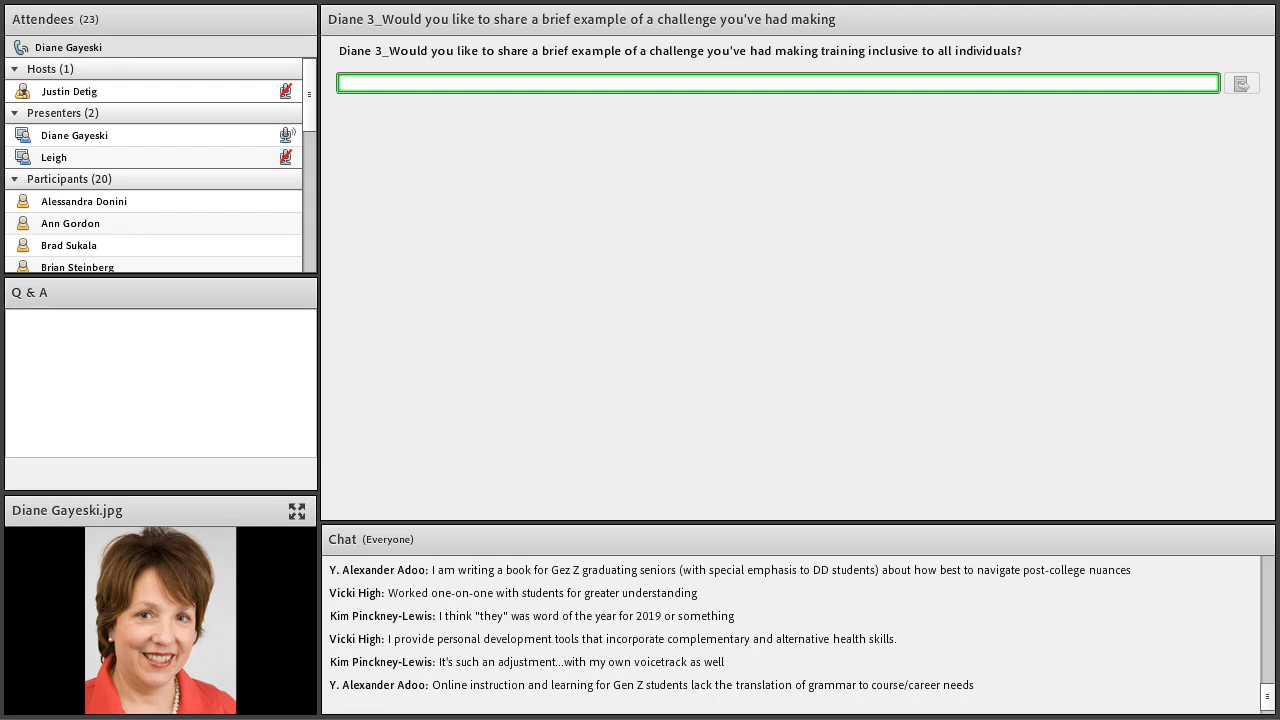 Attendees (23)
Diane Gayeski
Hosts (1)
Justin Detig
Presenters (2)
Diane Gayeski
Leigh
Participants (20)
Alessandra Donini
Ann Gordon
Brad Sukala
Brian Steinberg
Q & A
Diane Gayeski.jpg
Diane 3_Would you like to share a brief example of a challenge you've had making
Diane 3_Would you like to share a brief example of a challenge you've had making training inclusive to all individuals?
Chat (Everyone)
Y. Alexander Adoo: I am writing a book for Gez Z graduating seniors (with special emphasis to DD students) about how best to navigate post-college nuances
Vicki High: Worked one-on-one with students for greater understanding
Kim Pinckney-Lewis: I think "they" was word of the year for 2019 or something
Vicki High: I provide personal development tools that incorporate complementary and alternative health skills.
Kim Pinckney-Lewis: It's such an adjustment...with my own voicetrack as well
Y. Alexander Adoo: Online instruction and learning for Gen Z students lack the translation of grammar to course/career needs